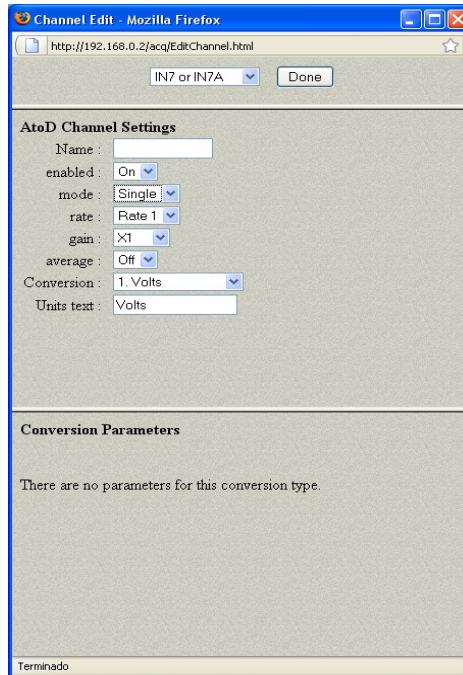 Channel Edit - Mozilla Firefox
http://192.168.0.2/acq/EditChannel.html
IN7 or IN7A Done
AtoD Channel Settings
Name :
enabled : On
mode : Single
rate : Rate 1
gain : X1
average : Off
Conversion : 1. Volts
Units text : Volts
Conversion Parameters
There are no parameters for this conversion type.
Terminado